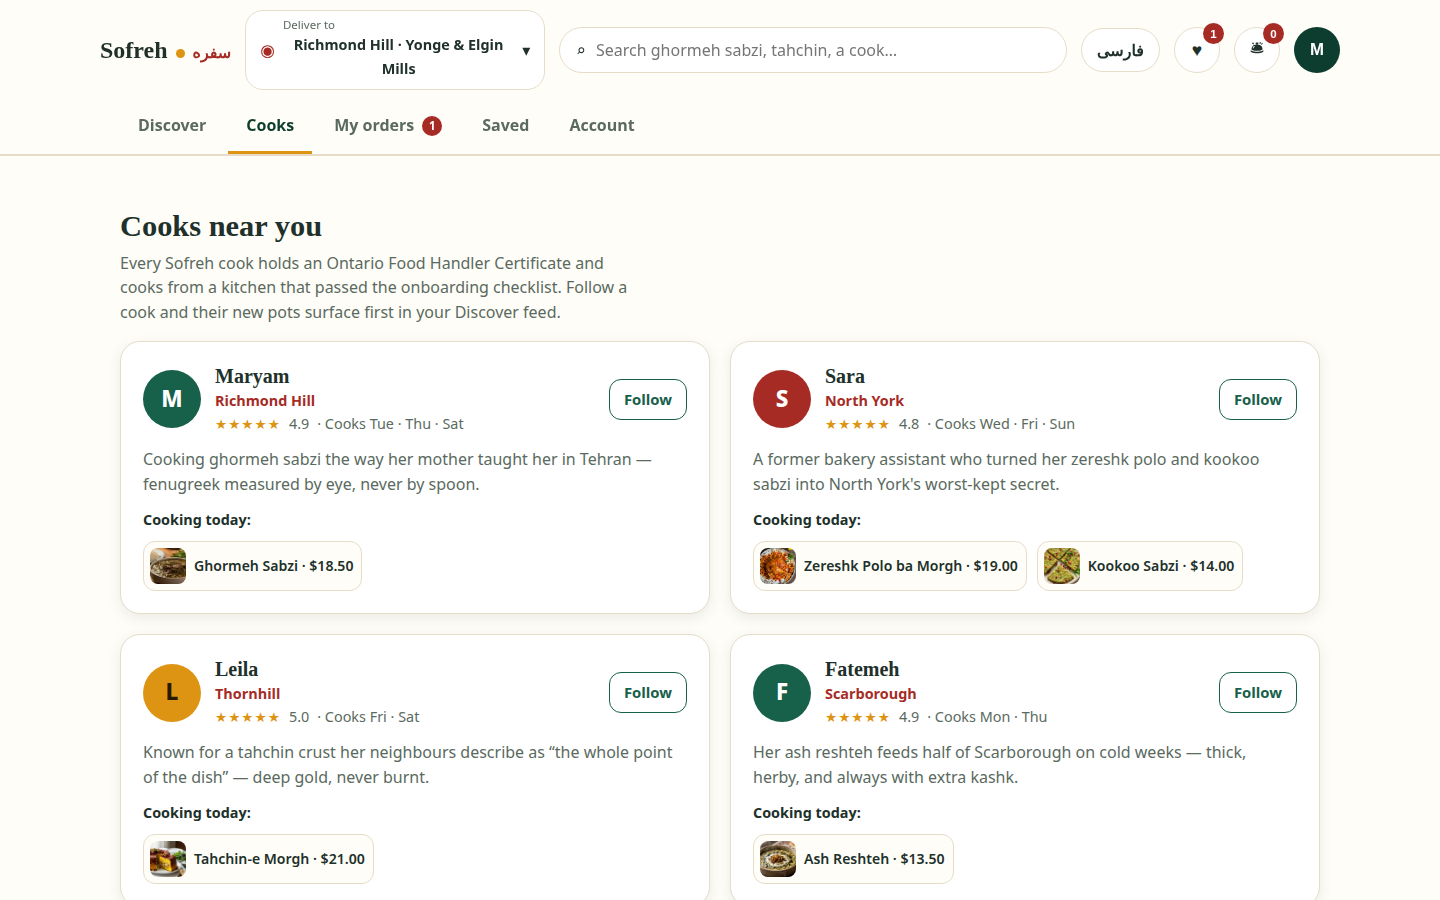 Sofreh سفره
Deliver to
Richmond Hill · Yonge & Elgin
Mills
Search ghormeh sabzi, tahchin, a cook...
فارسی
1
0
M
Discover
Cooks
My orders 1
Saved
Account
Cooks near you
Every Sofreh cook holds an Ontario Food Handler Certificate and
cooks from a kitchen that passed the onboarding checklist. Follow a
cook and their new pots surface first in your Discover feed.
M
Maryam
Richmond Hill
★★★★★ 4.9 · Cooks Tue · Thu · Sat
Follow
Cooking ghormeh sabzi the way her mother taught her in Tehran —
fenugreek measured by eye, never by spoon.
Cooking today:
Ghormeh Sabzi · $18.50
S
Sara
North York
★★★★★ 4.8 · Cooks Wed · Fri · Sun
Follow
A former bakery assistant who turned her zereshk polo and kookoo
sabzi into North York's worst-kept secret.
Cooking today:
Zereshk Polo ba Morgh · $19.00
Kookoo Sabzi · $14.00
L
Leila
Thornhill
★★★★★ 5.0 · Cooks Fri · Sat
Follow
Known for a tahchin crust her neighbours describe as “the whole point
of the dish” — deep gold, never burnt.
Cooking today:
Tahchin-e Morgh · $21.00
F
Fatemeh
Scarborough
★★★★★ 4.9 · Cooks Mon · Thu
Follow
Her ash reshteh feeds half of Scarborough on cold weeks — thick,
herby, and always with extra kashk.
Cooking today:
Ash Reshteh · $13.50